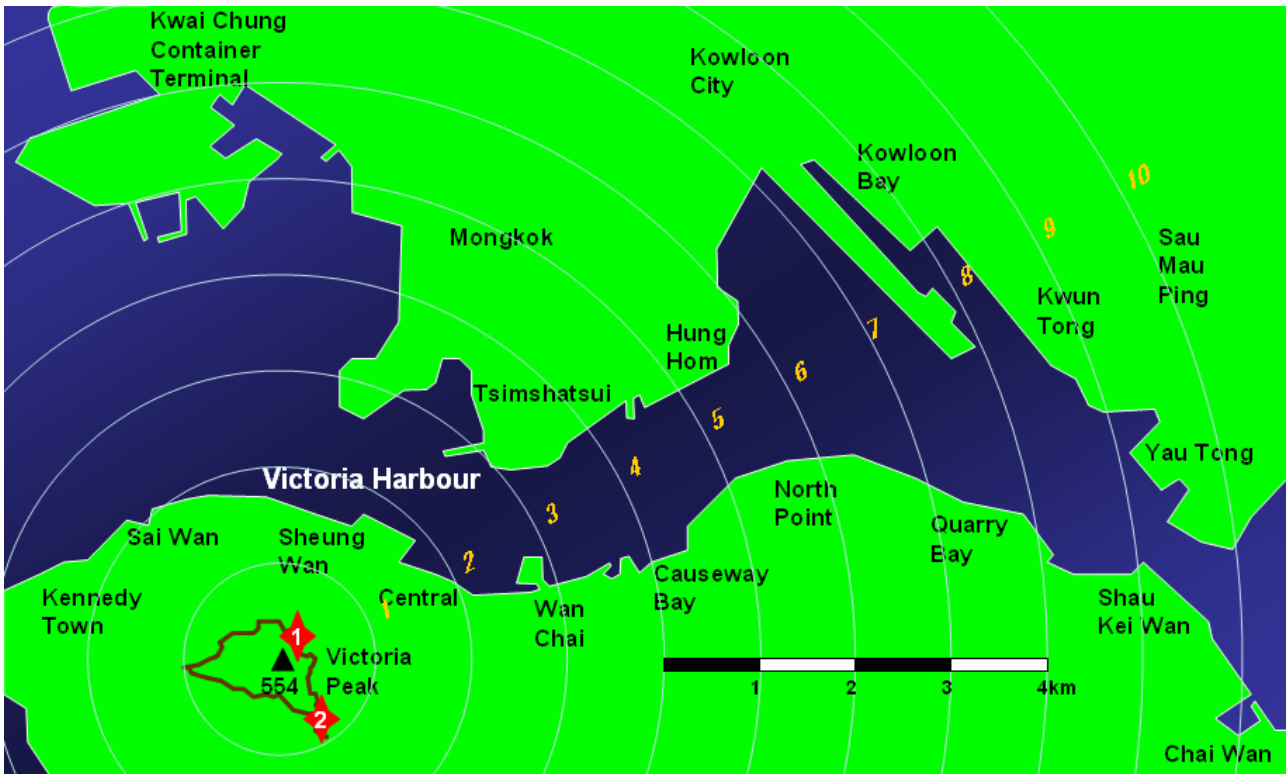 Kwai Chung
Container
Terminal
Kowloon
City
Kowloon
Bay
10
9
Mongkok
Sau
Mau
Ping
8
Kwun
Tong
7
Hung
Hom
6
Tsimshatsui
5
Yau Tong
4
Victoria Harbour
3
North
Point
Sai Wan
Sheung
Wan
Quarry
Bay
2
Kennedy
Town
Central
1
Wan
Chai
Causeway
Bay
Shau
Kei Wan
1
Victoria
Peak
554
2
1
2
3
4km
Chai Wan